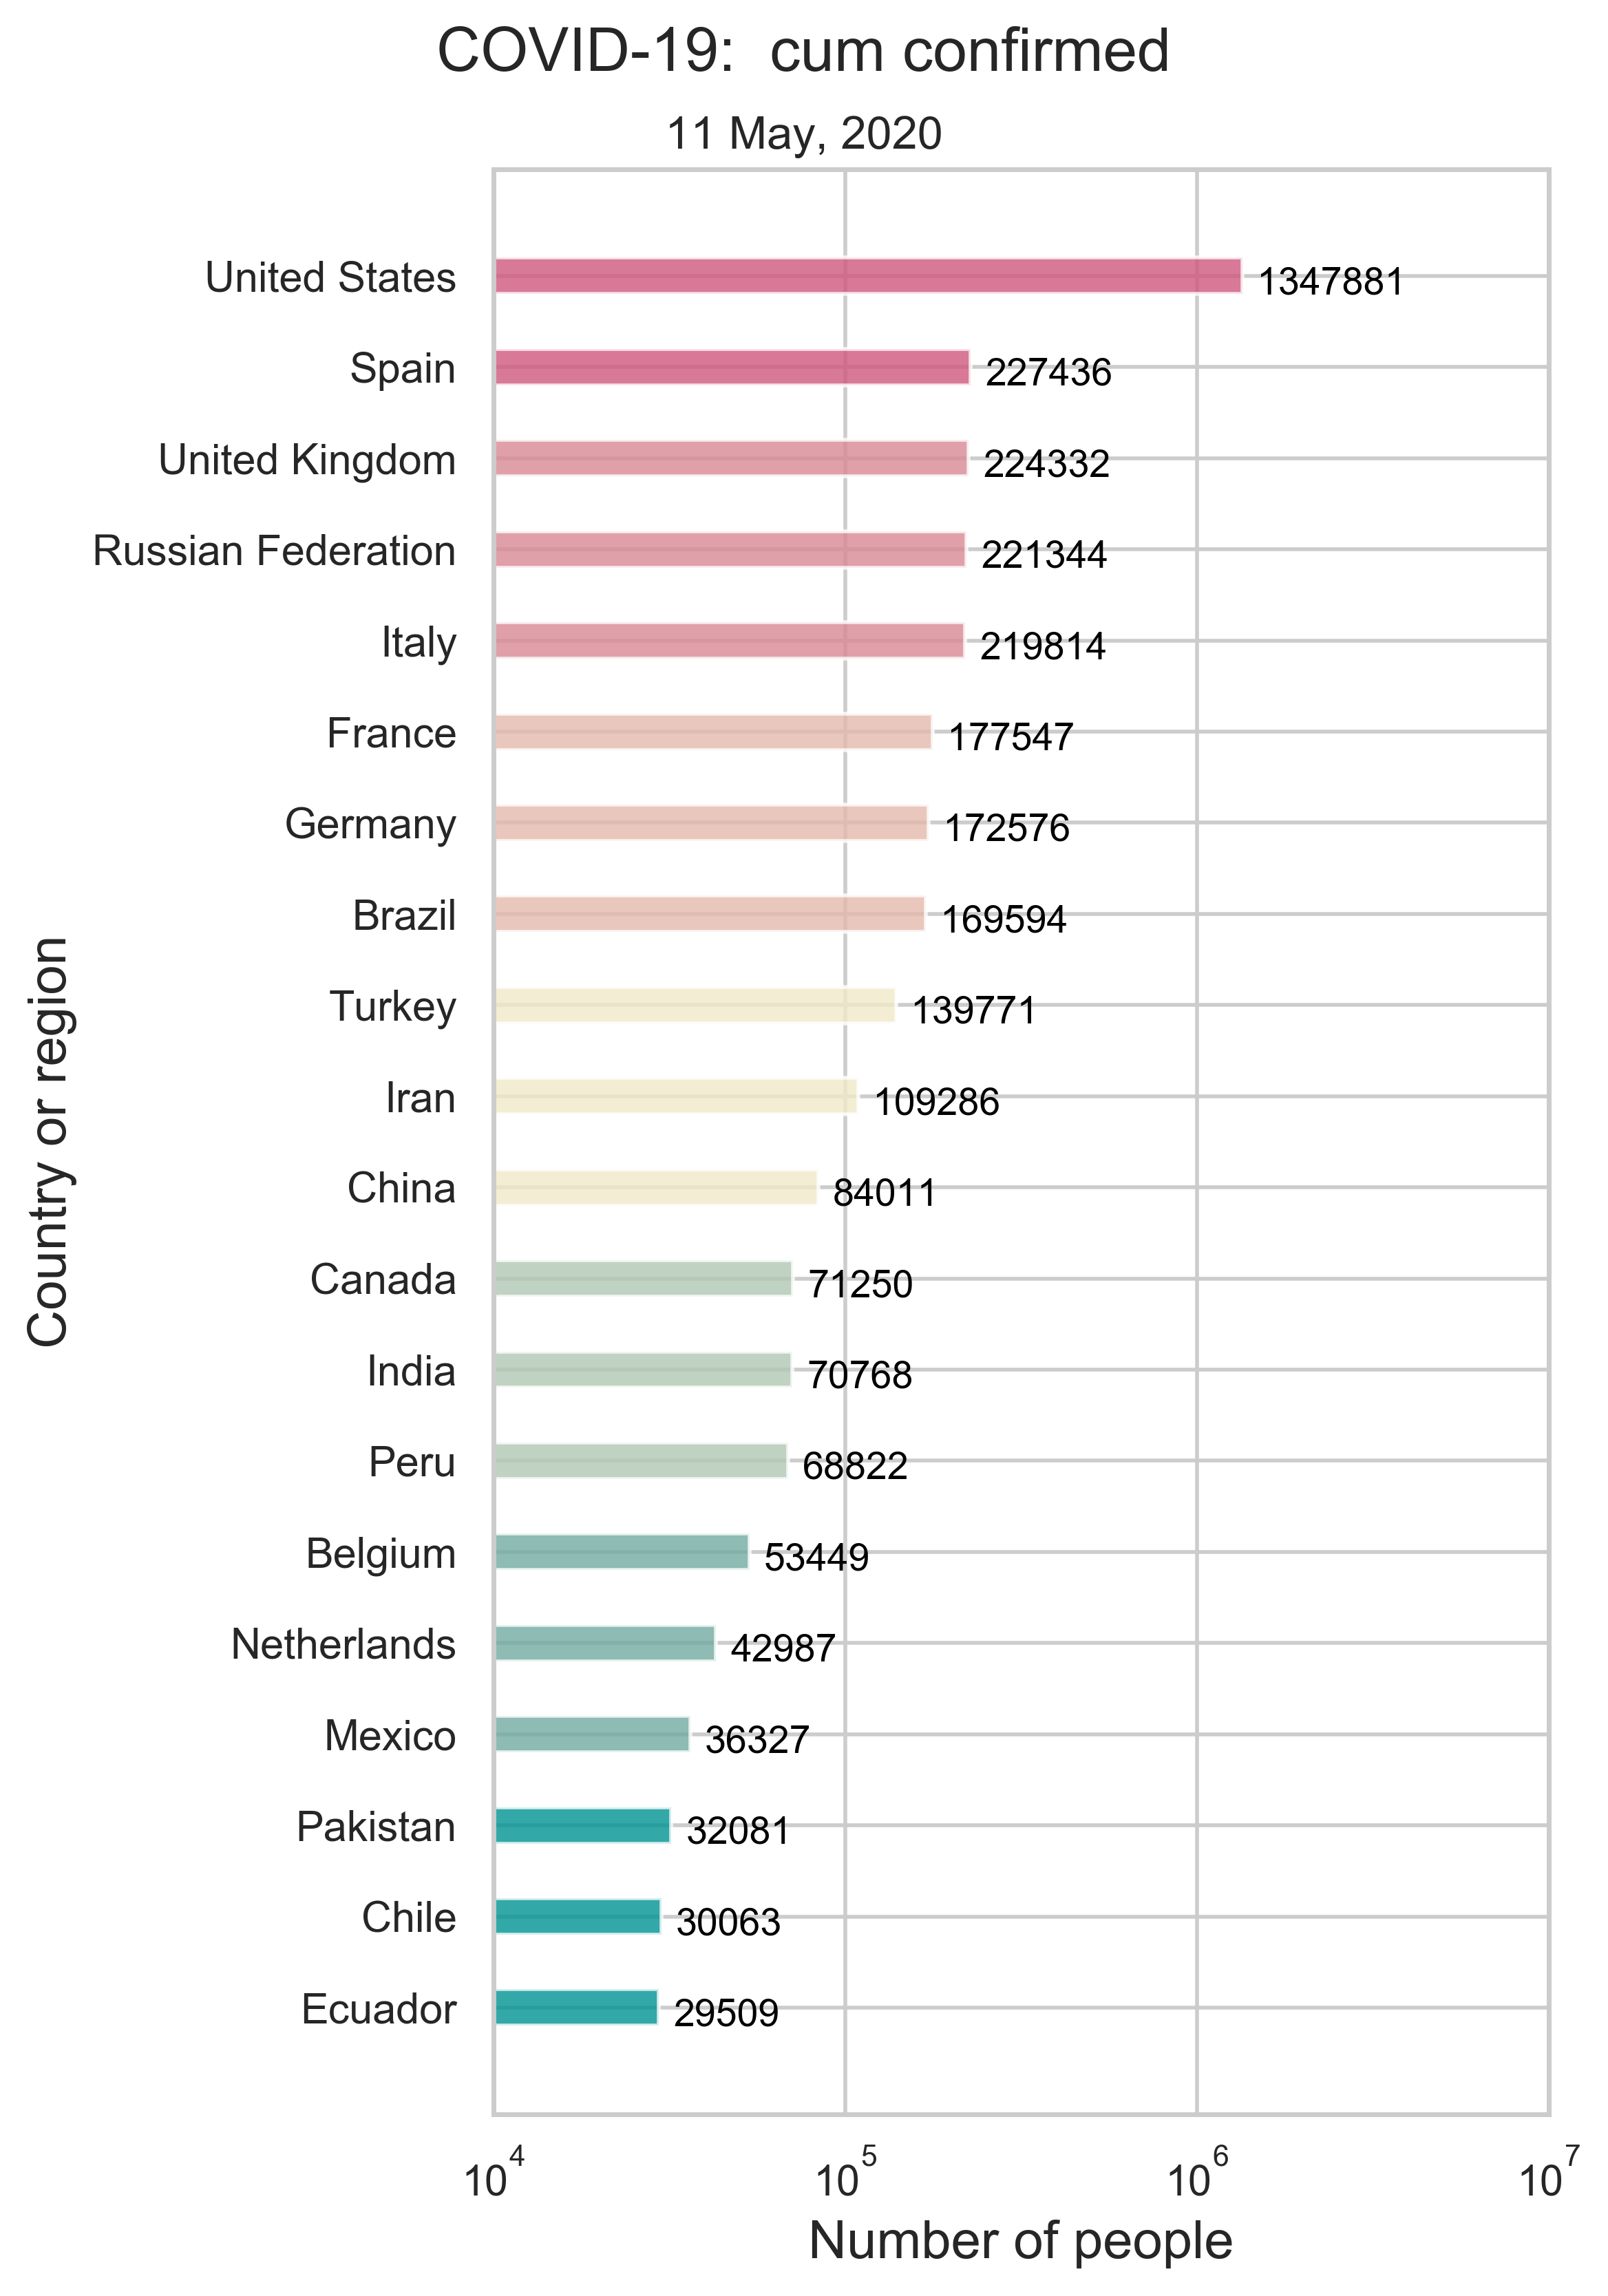 COVID-19:  cum confirmed
11 May, 2020
United States 1347881
Spain 227436
United Kingdom 224332
Russian Federation 221344
Italy 219814
France 177547
Germany 172576
Brazil 169594
Turkey 139771
Iran 109286
China 84011
Canada 71250
India 70768
Peru 68822
Belgium 53449
Netherlands 42987
Mexico 36327
Pakistan 32081
Chile 30063
Ecuador 29509
Country or region
10^4 10^5 10^6 10^7
Number of people